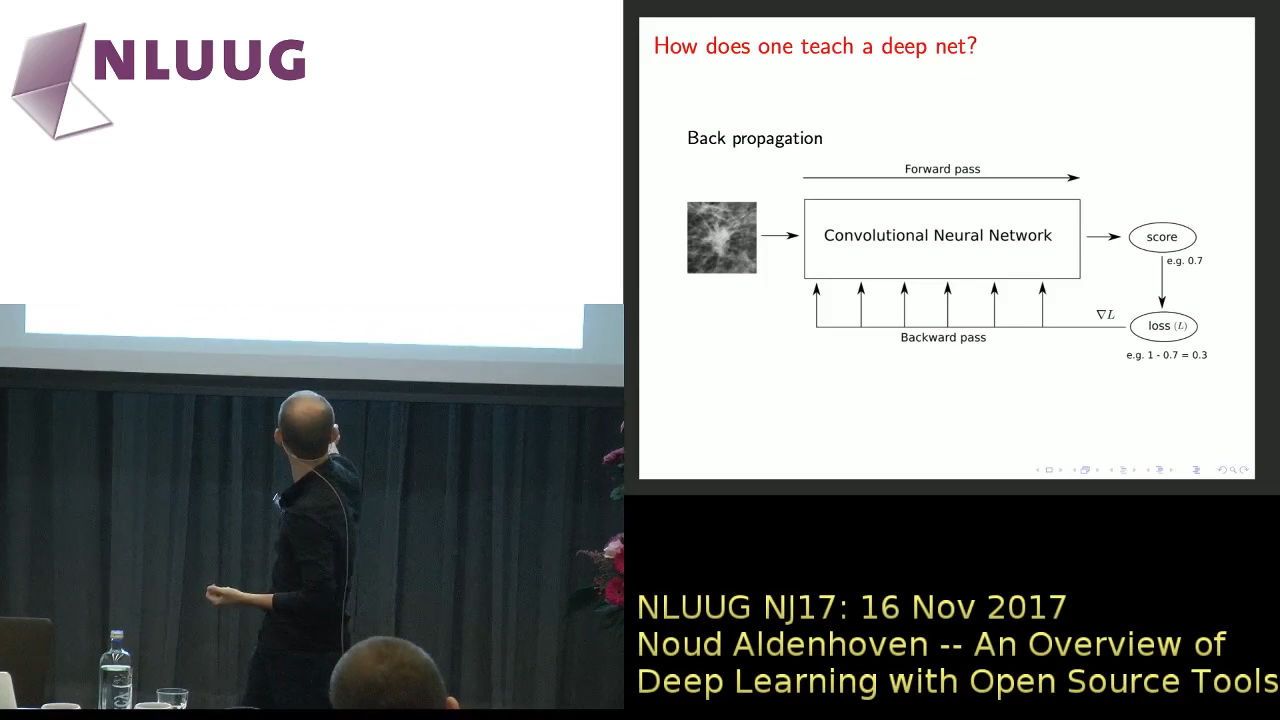 NLUUG
How does one teach a deep net?
Back propagation
Forward pass
Convolutional Neural Network
score
e.g. 0.7
∇L
loss (L)
Backward pass
e.g. 1 - 0.7 = 0.3
NLUUG NJ17: 16 Nov 2017
Noud Aldenhoven -- An Overview of
Deep Learning with Open Source Tools